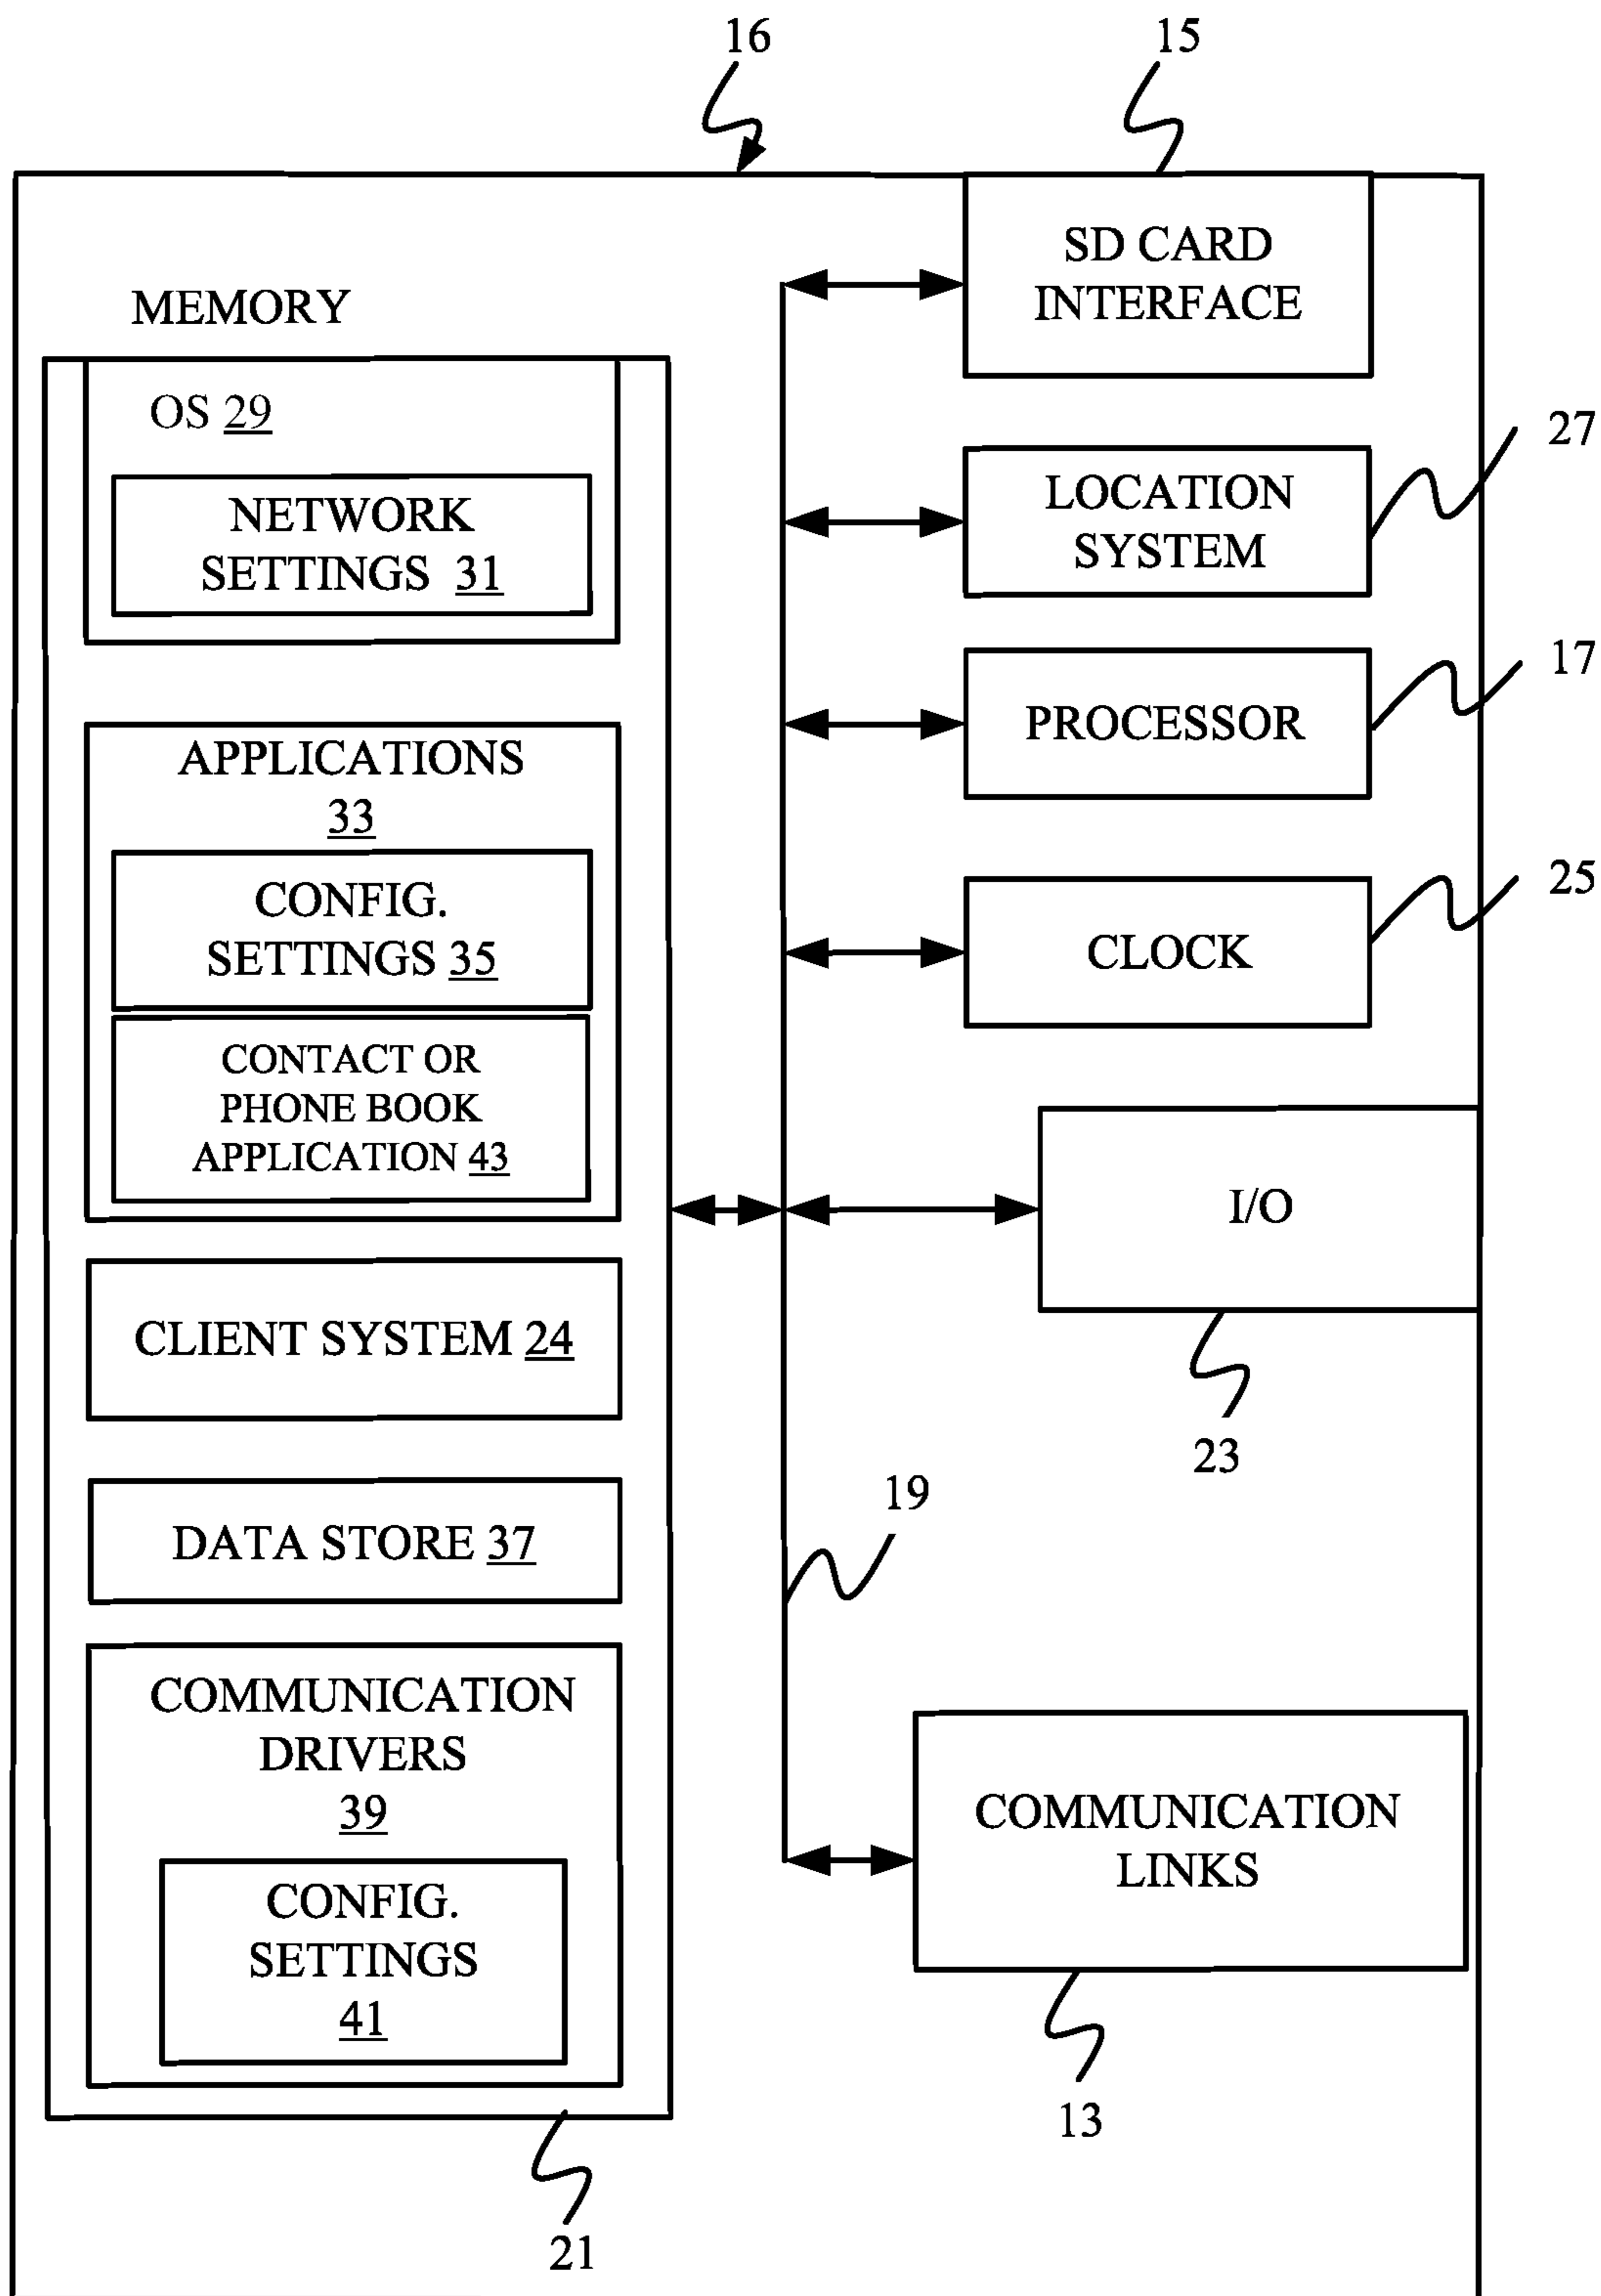 16
15
SD CARD
INTERFACE
MEMORY
OS 29
NETWORK
SETTINGS 31
27
LOCATION
SYSTEM
17
PROCESSOR
APPLICATIONS
33
CONFIG.
SETTINGS 35
25
CLOCK
CONTACT OR
PHONE BOOK
APPLICATION 43
I/O
CLIENT SYSTEM 24
23
19
DATA STORE 37
COMMUNICATION
DRIVERS
39
CONFIG.
SETTINGS
41
COMMUNICATION
LINKS
13
21